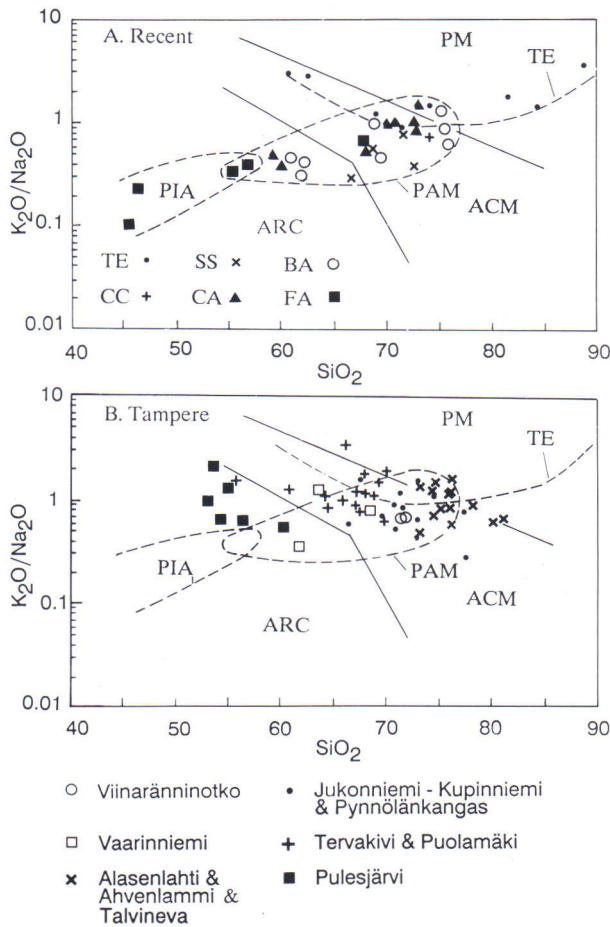 10
A. Recent
PM
TE
1
K₂O/Na₂O
PIA
PAM
0.1
ARC
ACM
TE SS BA
CC CA FA
0.01
40 50 60 70 80 90
SiO₂
10
B. Tampere
PM
TE
1
K₂O/Na₂O
PIA
PAM
0.1
ARC
ACM
0.01
40 50 60 70 80 90
SiO₂
Viinaränninotko
Jukonniemi - Kupinniemi
& Pynnölänkangas
Vaarinniemi
Tervakivi & Puolamäki
Alasenlahti &
Ahvenlammi &
Talvineva
Pulesjärvi